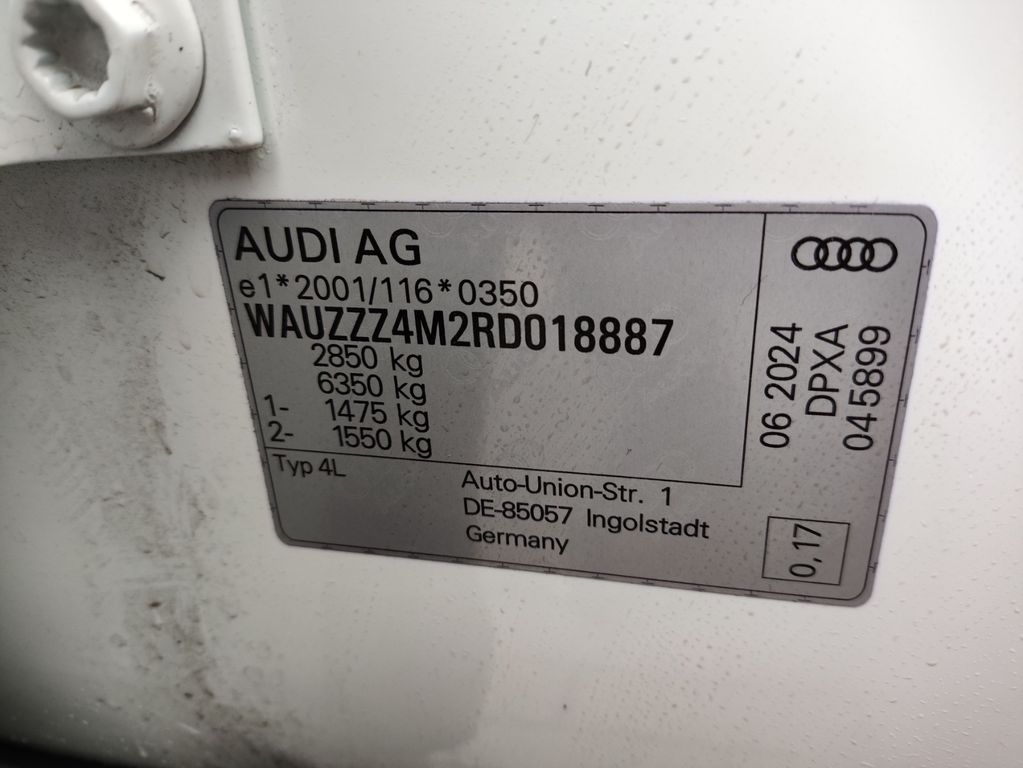 AUDI AG
e1*2001/116*0350
WAUZZZ4M2RD018887
2850 kg
6350 kg
1- 1475 kg
2- 1550 kg
Typ 4L
Auto-Union-Str. 1
DE-85057 Ingolstadt
Germany
06 2024
DPXA
045899
0,17